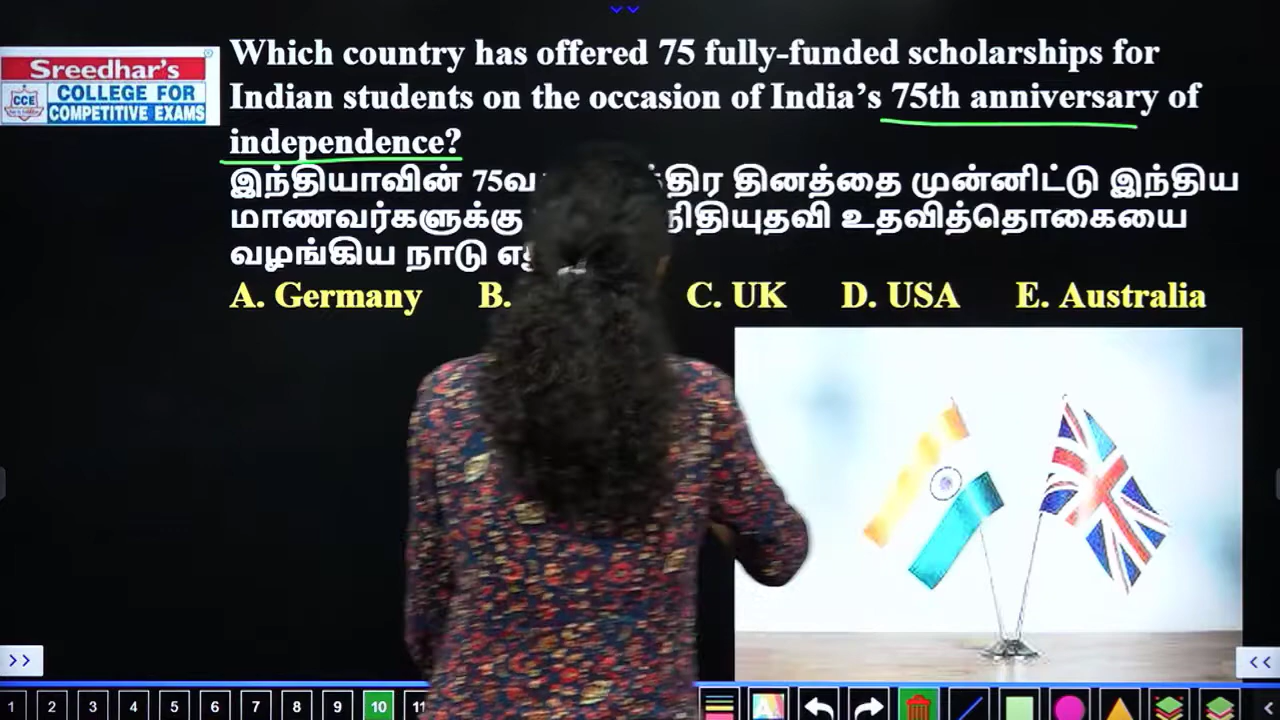 Sreedhar's
CCE
COLLEGE FOR
COMPETITIVE EXAMS
Which country has offered 75 fully-funded scholarships for
Indian students on the occasion of India's 75th anniversary of
independence?
இந்தியாவின் தினத்தை முன்னிட்டு இந்திய
மாணவர்களுக்கு உதவித்தொகையை
வழங்கிய நாடு
A. Germany B. C. UK D. USA E. Australia
>> <<
1 2 3 4 5 6 7 8 9 10 11